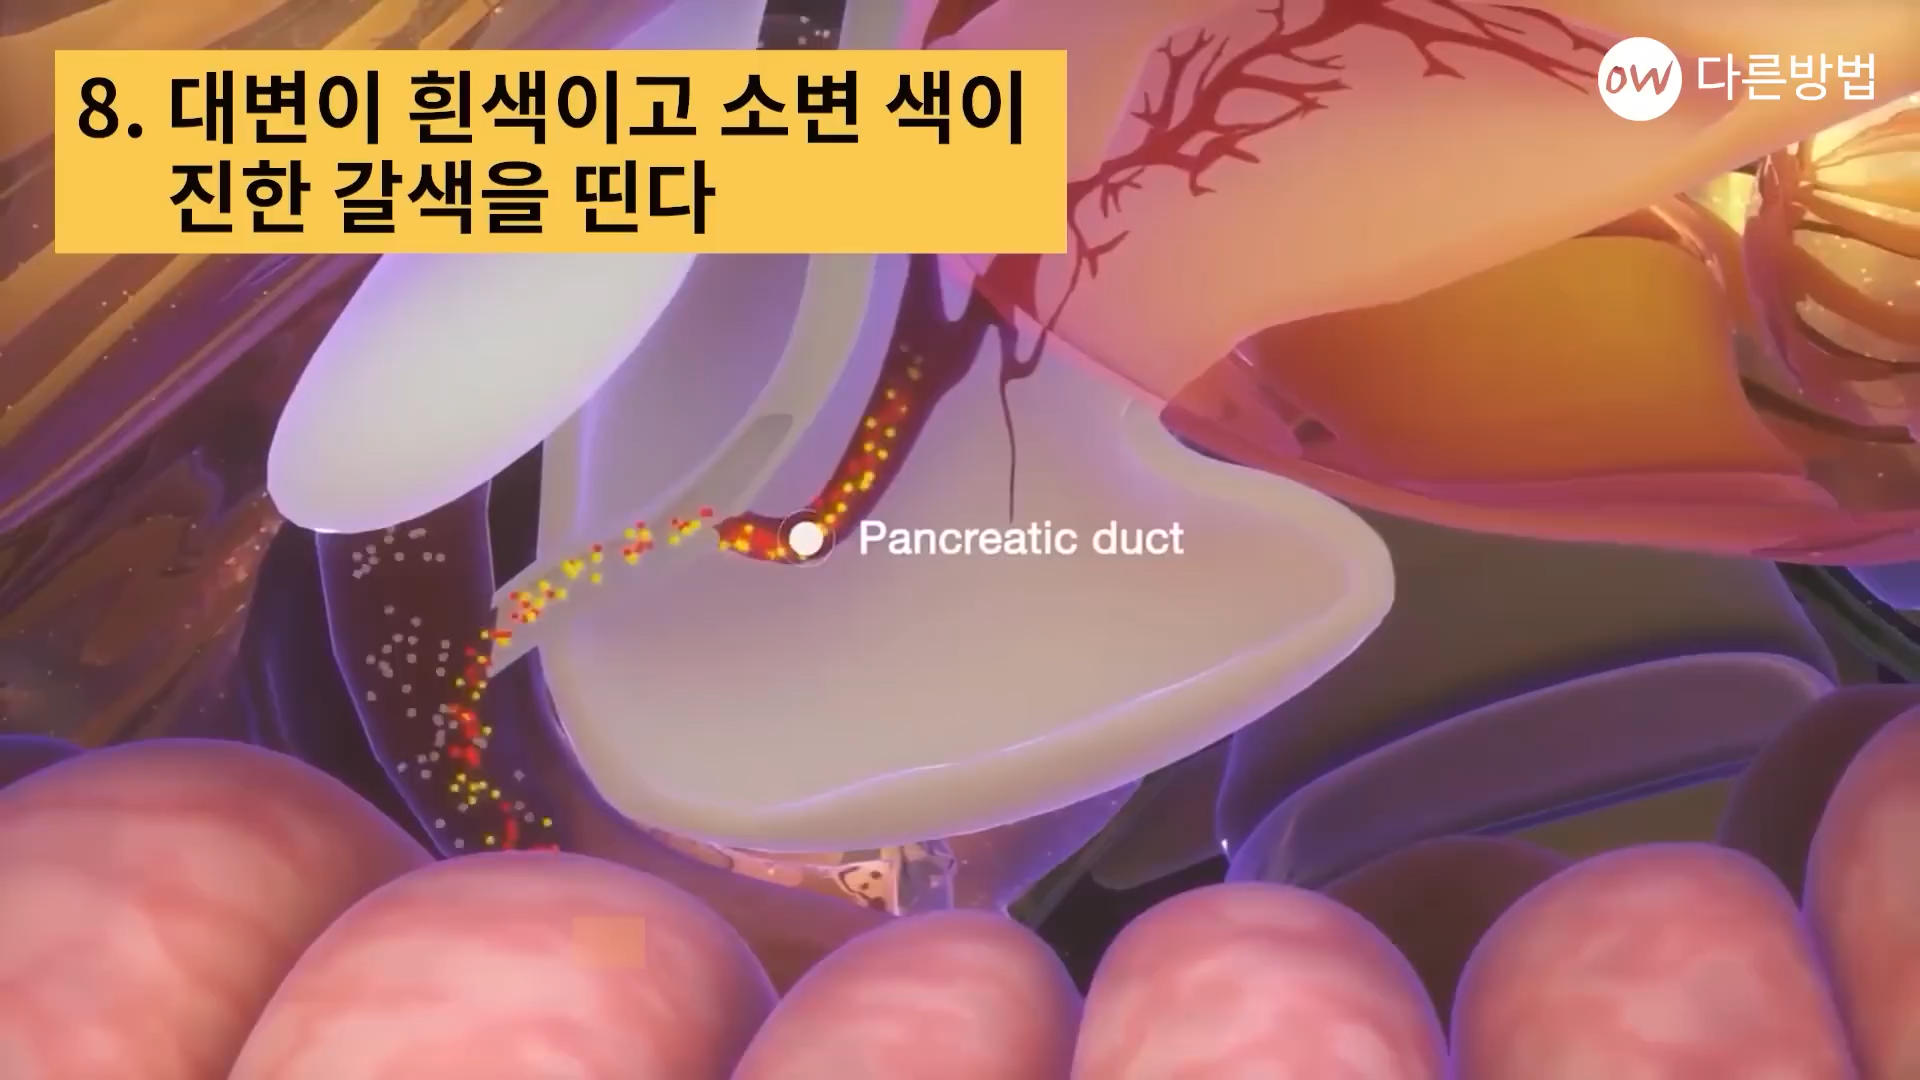 8. 대변이 흰색이고 소변 색이
진한 갈색을 띤다
ow 다른방법
Pancreatic duct